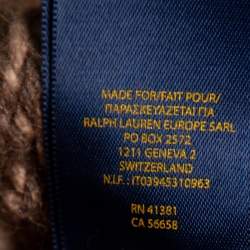 MADE FOR/FAIT POUR/
ΠΑΡΑΣΚΕΥΑΖΕΤΑΙ ΓΙΑ
RALPH LAUREN EUROPE SARL
PO BOX 2572
1211 GENEVA 2
SWITZERLAND
N.I.F.: IT03945310963
RN 41381
CA 56658